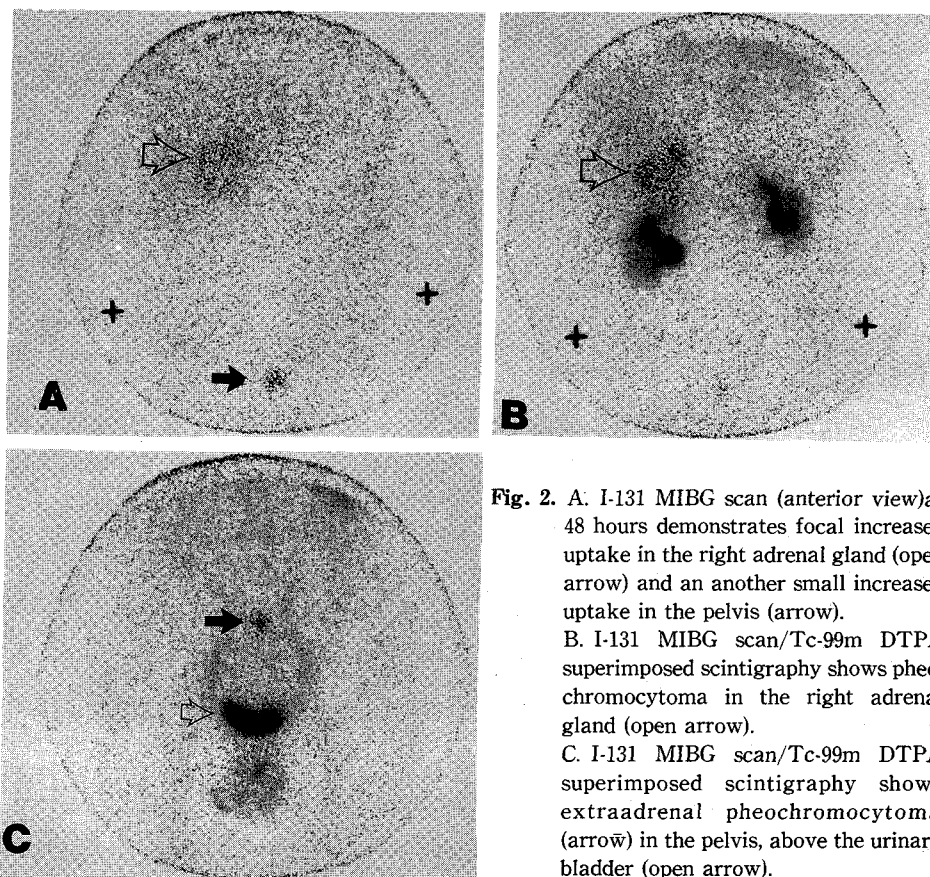 A
B
C
Fig. 2. A. I-131 MIBG scan (anterior view)a
48 hours demonstrates focal increase
uptake in the right adrenal gland (ope
arrow) and an another small increase
uptake in the pelvis (arrow).
B. I-131 MIBG scan/Tc-99m DTP
superimposed scintigraphy shows pheo
chromocytoma in the right adrena
gland (open arrow).
C. I-131 MIBG scan/Tc-99m DTP
superimposed scintigraphy show
extraadrenal pheochromocytom
(arrow) in the pelvis, above the urinar
bladder (open arrow).